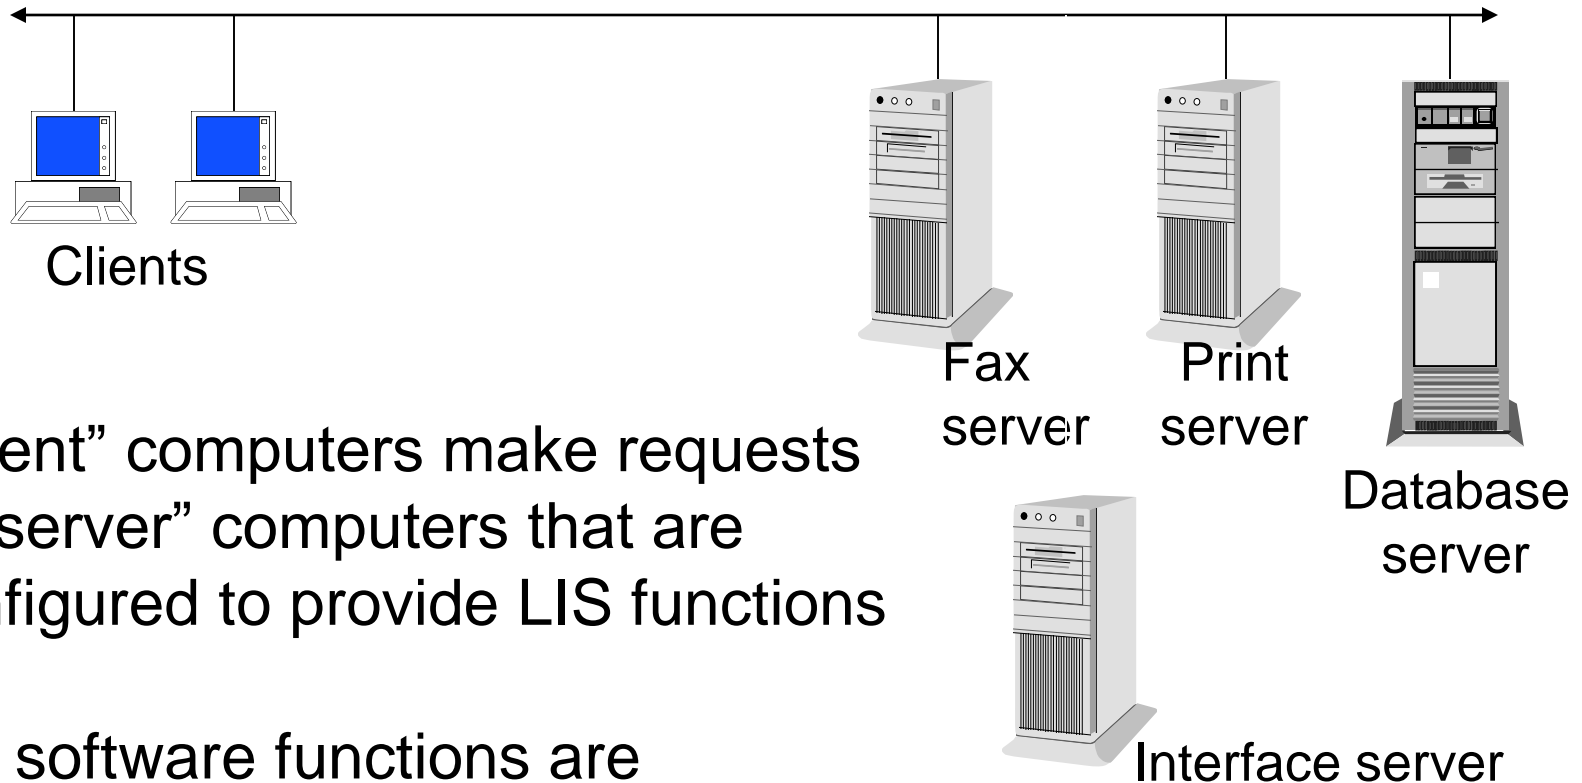 Clients
Fax
server
Print
server
Database
server
ent” computers make requests
server” computers that are
nfigured to provide LIS functions
software functions are
Interface server